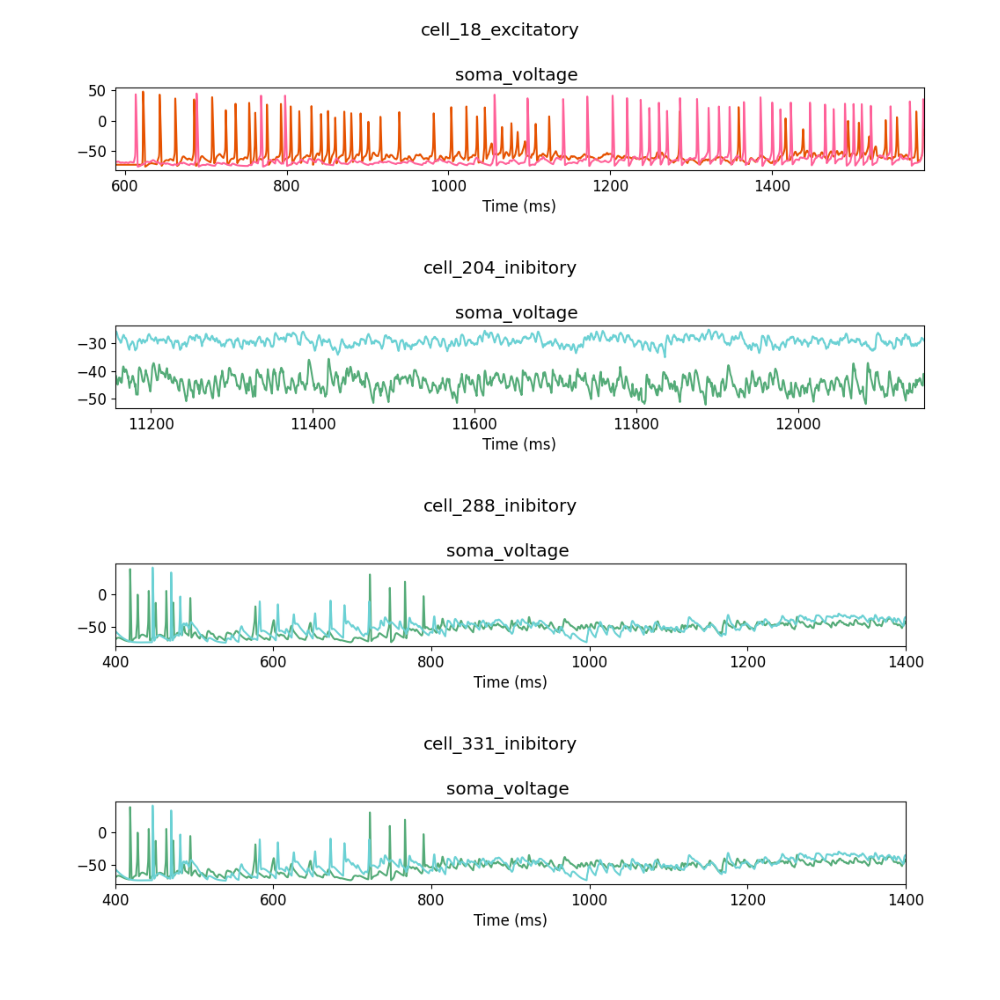 cell_18_excitatory
soma_voltage
50
0
−50
600 800 1000 1200 1400
Time (ms)
cell_204_inibitory
soma_voltage
−30
−40
−50
11200 11400 11600 11800 12000
Time (ms)
cell_288_inibitory
soma_voltage
0
−50
400 600 800 1000 1200 1400
Time (ms)
cell_331_inibitory
soma_voltage
0
−50
400 600 800 1000 1200 1400
Time (ms)